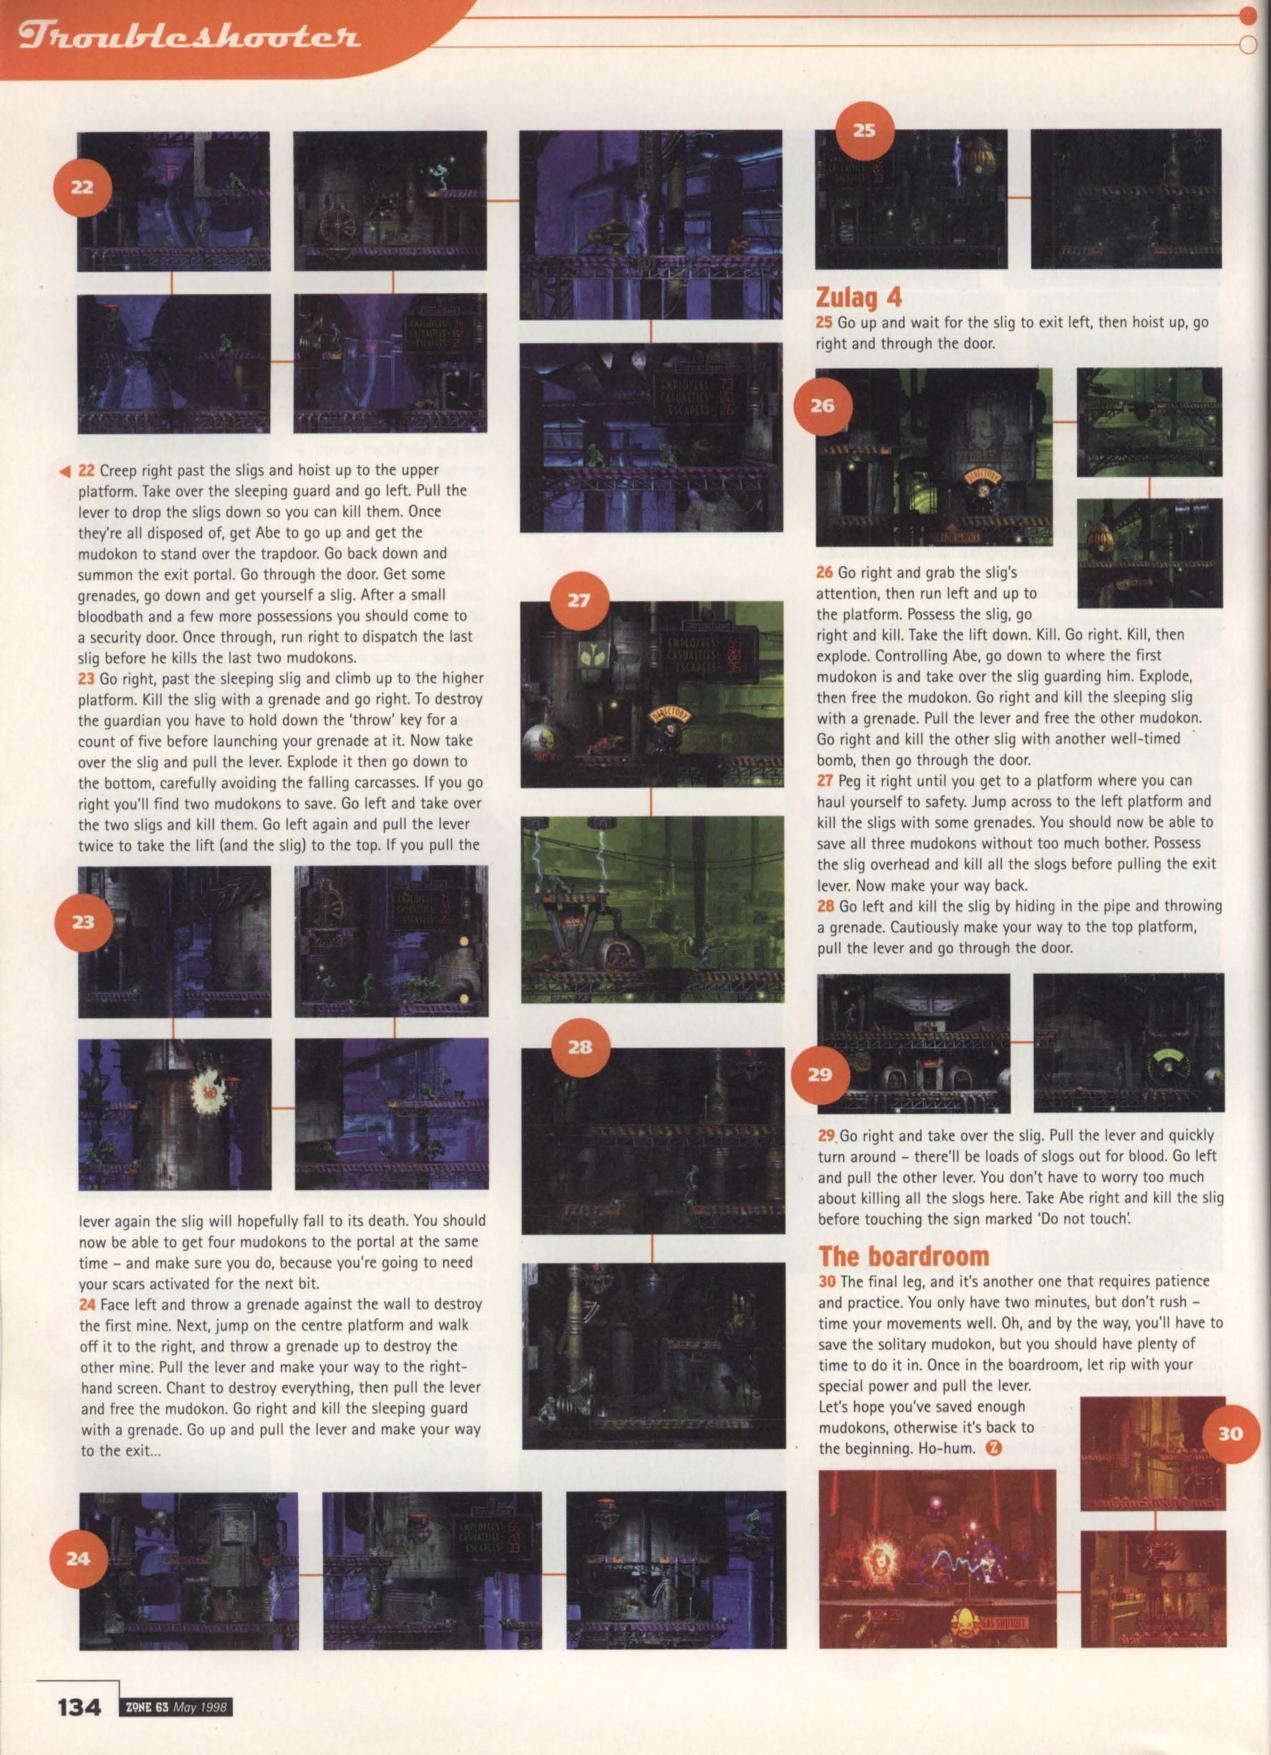 Troubleshooter
22
◀ 22 Creep right past the sligs and hoist up to the upper
platform. Take over the sleeping guard and go left. Pull the
lever to drop the sligs down so you can kill them. Once
they're all disposed of, get Abe to go up and get the
mudokon to stand over the trapdoor. Go back down and
summon the exit portal. Go through the door. Get some
grenades, go down and get yourself a slig. After a small
bloodbath and a few more possessions you should come to
a security door. Once through, run right to dispatch the last
slig before he kills the last two mudokons.
23 Go right, past the sleeping slig and climb up to the higher
platform. Kill the slig with a grenade and go right. To destroy
the guardian you have to hold down the 'throw' key for a
count of five before launching your grenade at it. Now take
over the slig and pull the lever. Explode it then go down to
the bottom, carefully avoiding the falling carcasses. If you go
right you'll find two mudokons to save. Go left and take over
the two sligs and kill them. Go left again and pull the lever
twice to take the lift (and the slig) to the top. If you pull the
23
lever again the slig will hopefully fall to its death. You should
now be able to get four mudokons to the portal at the same
time – and make sure you do, because you're going to need
your scars activated for the next bit.
24 Face left and throw a grenade against the wall to destroy
the first mine. Next, jump on the centre platform and walk
off it to the right, and throw a grenade up to destroy the
other mine. Pull the lever and make your way to the right-
hand screen. Chant to destroy everything, then pull the lever
and free the mudokon. Go right and kill the sleeping guard
with a grenade. Go up and pull the lever and make your way
to the exit...
24
EMPLOYEES 73
CASUALTIES
ESCAPEES 26
27
EMPLOYEES
CASUALTIES
ESCAPEES 35
DIRECTORY
28
25
Zulag 4
25 Go up and wait for the slig to exit left, then hoist up, go
right and through the door.
26
DIRECTORY
26 Go right and grab the slig's
attention, then run left and up to
the platform. Possess the slig, go
right and kill. Take the lift down. Kill. Go right. Kill, then
explode. Controlling Abe, go down to where the first
mudokon is and take over the slig guarding him. Explode,
then free the mudokon. Go right and kill the sleeping slig
with a grenade. Pull the lever and free the other mudokon.
Go right and kill the other slig with another well-timed
bomb, then go through the door.
27 Peg it right until you get to a platform where you can
haul yourself to safety. Jump across to the left platform and
kill the sligs with some grenades. You should now be able to
save all three mudokons without too much bother. Possess
the slig overhead and kill all the slogs before pulling the exit
lever. Now make your way back.
28 Go left and kill the slig by hiding in the pipe and throwing
a grenade. Cautiously make your way to the top platform,
pull the lever and go through the door.
29
29 Go right and take over the slig. Pull the lever and quickly
turn around – there'll be loads of slogs out for blood. Go left
and pull the other lever. You don't have to worry too much
about killing all the slogs here. Take Abe right and kill the slig
before touching the sign marked 'Do not touch'.
The boardroom
30 The final leg, and it's another one that requires patience
and practice. You only have two minutes, but don't rush –
time your movements well. Oh, and by the way, you'll have to
save the solitary mudokon, but you should have plenty of
time to do it in. Once in the boardroom, let rip with your
special power and pull the lever.
Let's hope you've saved enough
mudokons, otherwise it's back to
the beginning. Ho-hum. Z
30
134 ZONE 63 May 1998